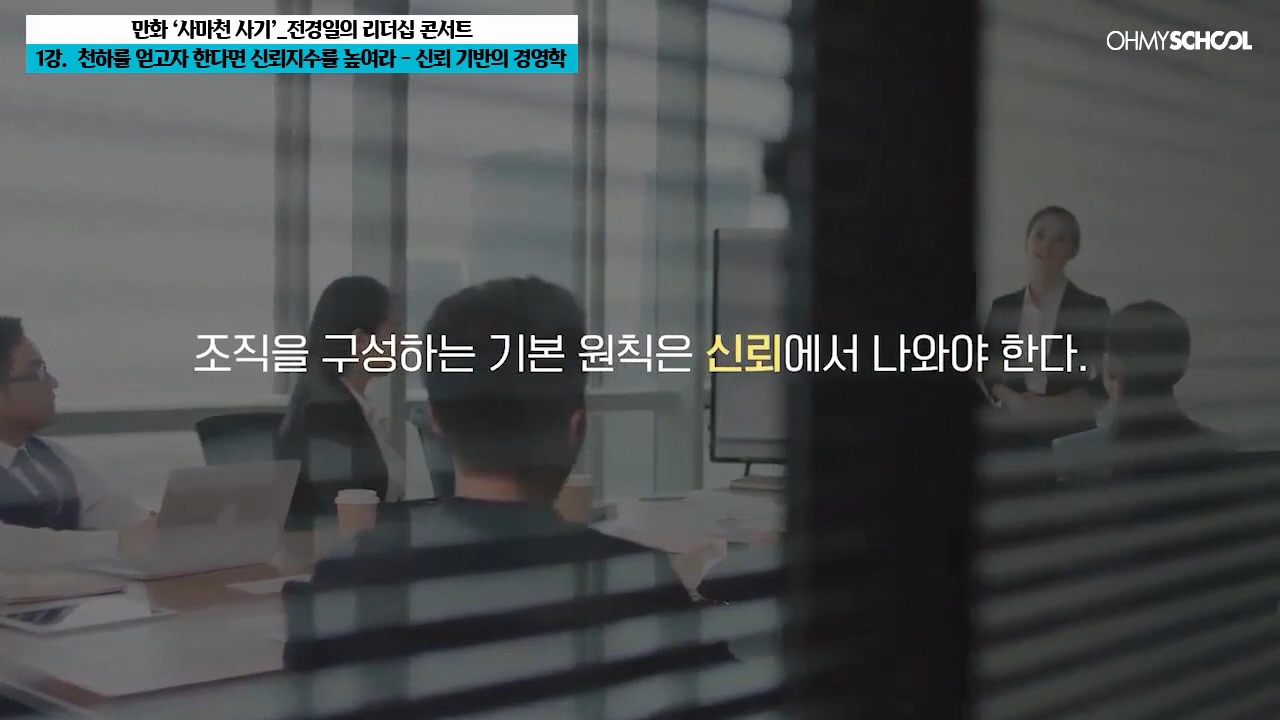 만화 ‘사마천 사기’_전경일의 리더십 콘서트
1강. 천하를 얻고자 한다면 신뢰지수를 높여라 - 신뢰 기반의 경영학
OHMYSCHOOL
조직을 구성하는 기본 원칙은 신뢰에서 나와야 한다.